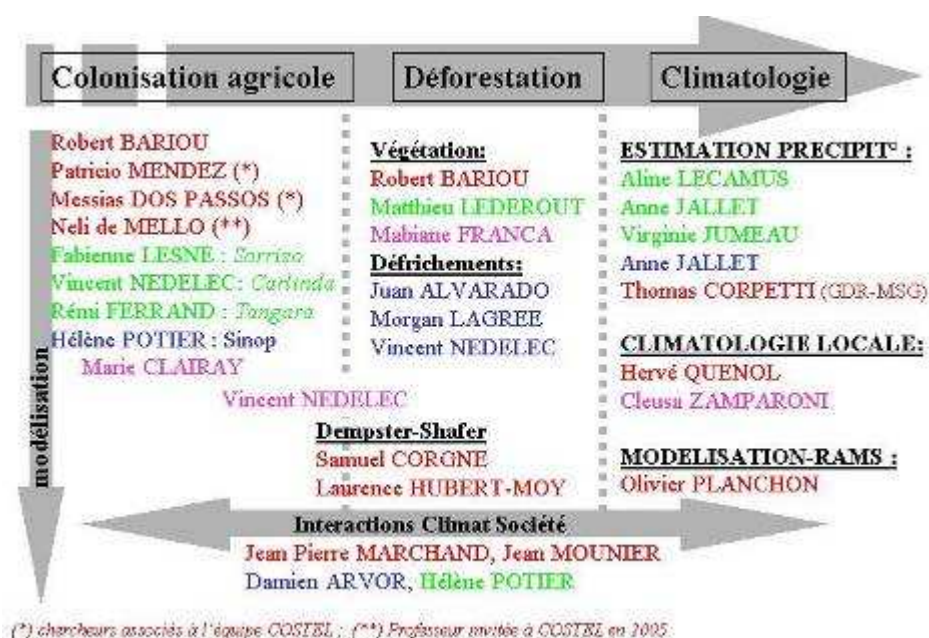 Colonisation agricole
Déforestation
Climatologie
modélisation
Robert BARIOU
Patricio MENDEZ (*)
Messias DOS PASSOS (*)
Neli de MELLO (**)
Fabienne LESNE : Sorriso
Vincent NEDELEC: Carlinda
Rémi FERRAND : Tangara
Hélène POTIER : Sinop
Marie CLAIRAY
Vincent NEDELEC
Végétation:
Robert BARIOU
Matthieu LEDEROUT
Mabiane FRANCA
Défrichements:
Juan ALVARADO
Morgan LAGREE
Vincent NEDELEC
Dempster-Shafer
Samuel CORGNE
Laurence HUBERT-MOY
ESTIMATION PRECIPIT° :
Aline LECAMUS
Anne JALLET
Virginie JUMEAU
Anne JALLET
Thomas CORPETTI (GDR-MSG)
CLIMATOLOGIE LOCALE:
Hervé QUENOL
Cleusa ZAMPARONI
MODELISATION-RAMS :
Olivier PLANCHON
Interactions Climat Société
Jean Pierre MARCHAND, Jean MOUNIER
Damien ARVOR, Hélène POTIER
(*) chercheurs associés à l'équipe COSTEL ; (**) Professeur invitée à COSTEL en 2005